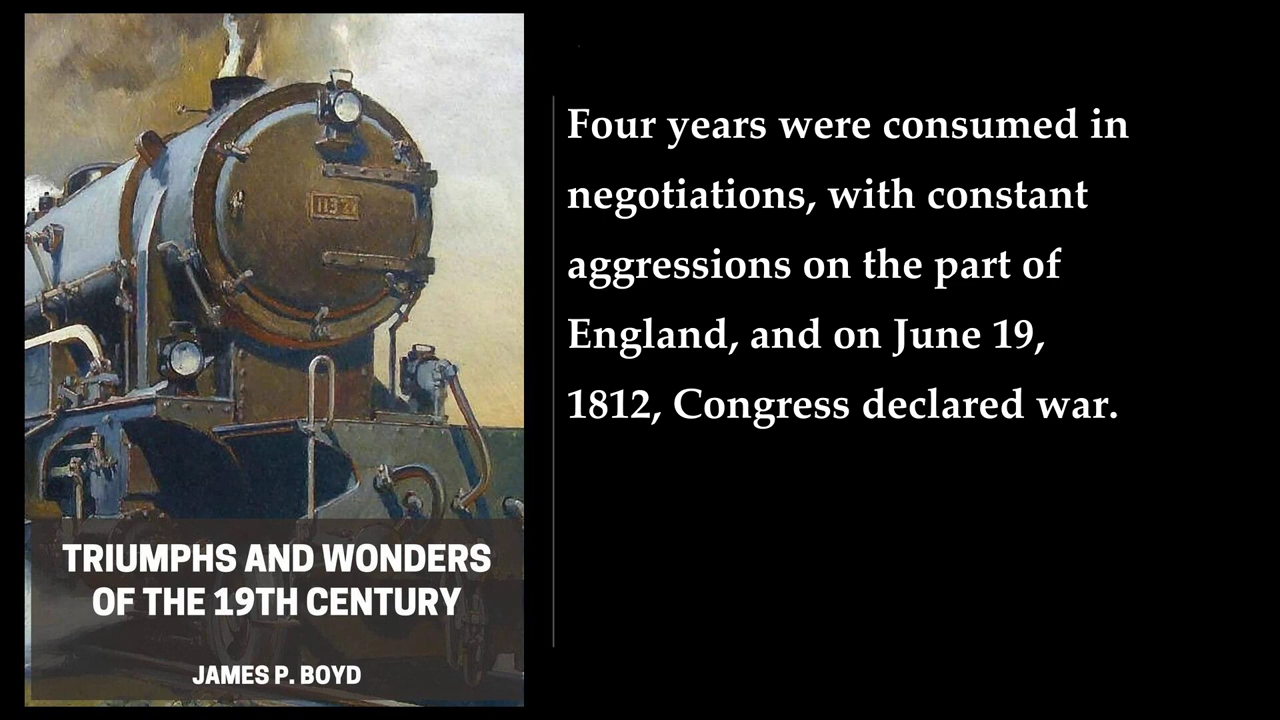 Four years were consumed in
negotiations, with constant
aggressions on the part of
England, and on June 19,
1812, Congress declared war.
TRIUMPHS AND WONDERS
OF THE 19TH CENTURY
JAMES P. BOYD